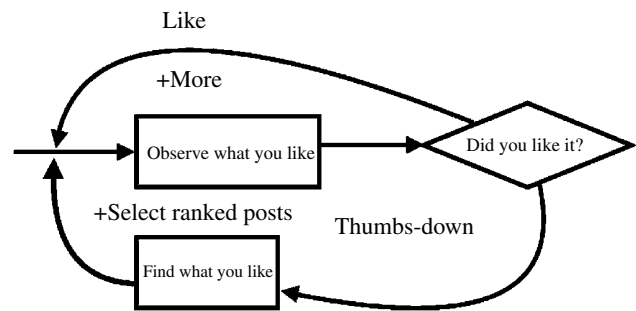 Like
+More
Observe what you like
Did you like it?
+Select ranked posts
Thumbs-down
Find what you like